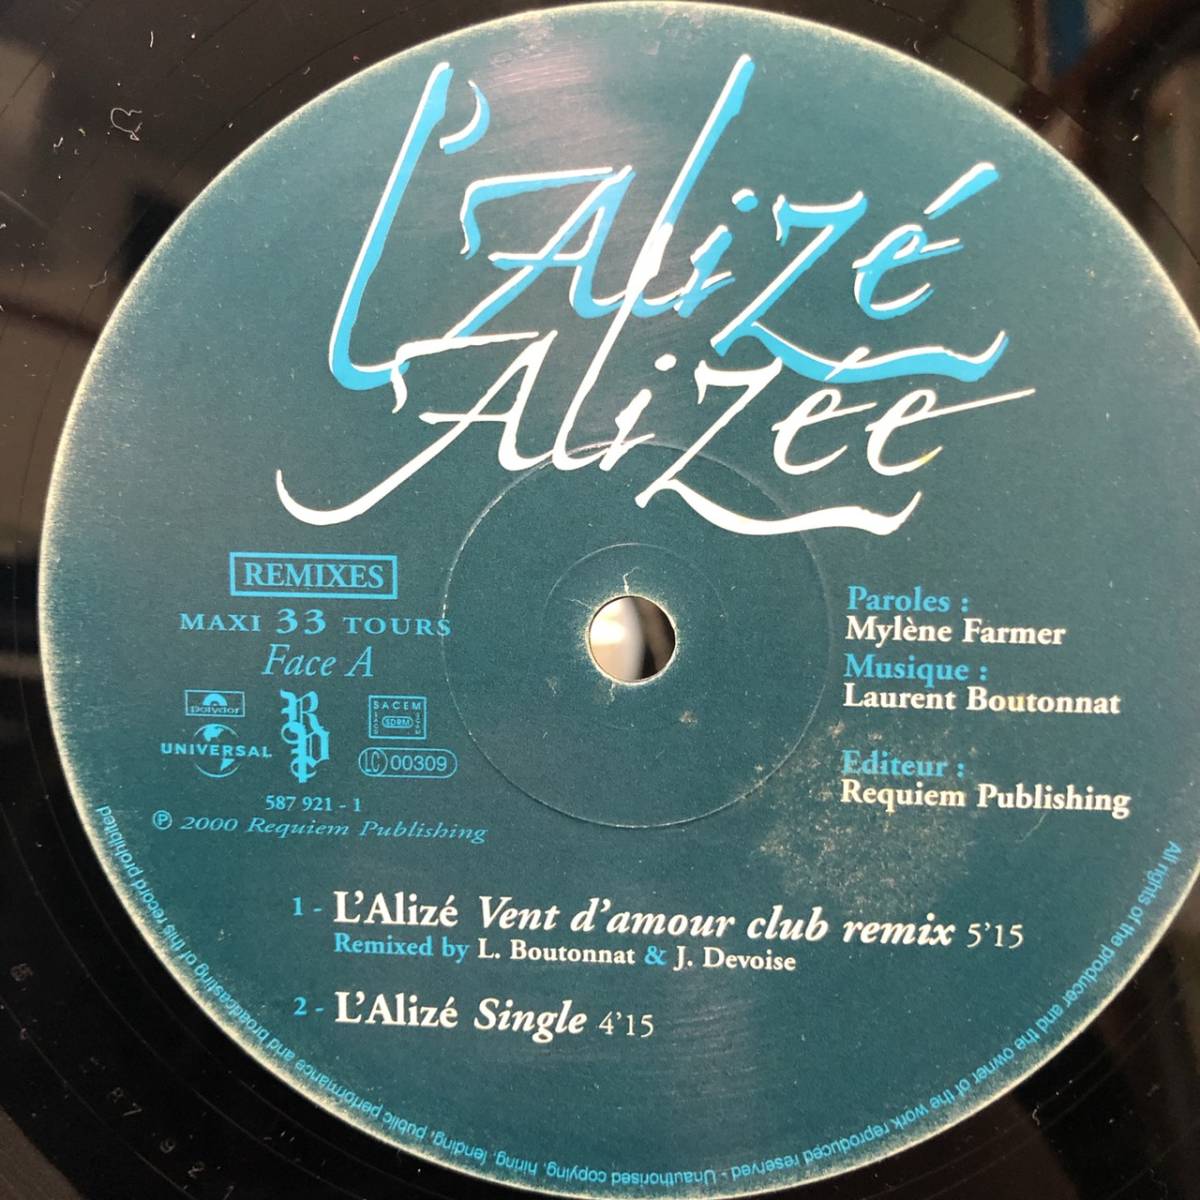 L'Alizé
Alizée
REMIXES
MAXI 33 TOURS
Face A
polydor
UNIVERSAL
RP
SACEM
SDRM
LC 00309
587 921 - 1
℗ 2000 Requiem Publishing
Paroles :
Mylène Farmer
Musique :
Laurent Boutonnat
Editeur :
Requiem Publishing
1 - L'Alizé Vent d'amour club remix 5'15
Remixed by L. Boutonnat & J. Devoise
2 - L'Alizé Single 4'15
All rights of the producer and the owner of the work reproduced reserved - Unauthorised copying, hiring, lending, public performance and broadcasting of this record prohibited